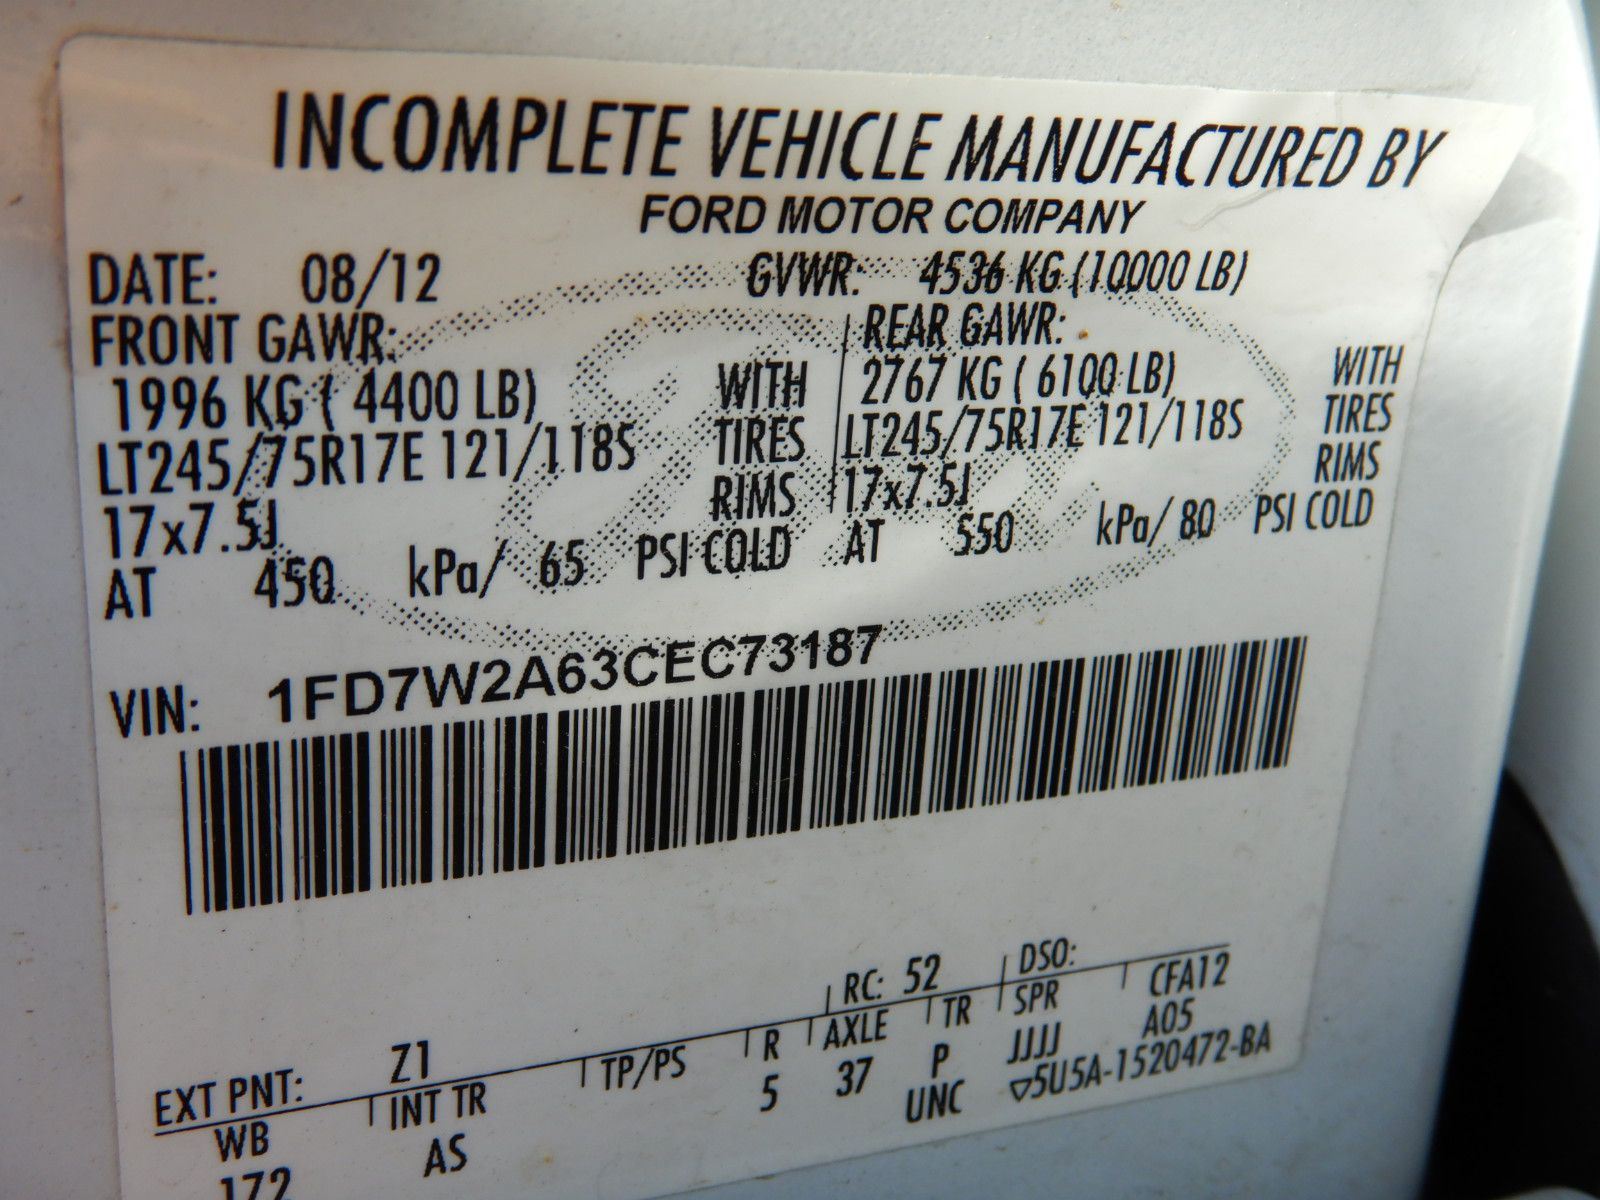 INCOMPLETE VEHICLE MANUFACTURED BY
FORD MOTOR COMPANY
DATE: 08/12 GVWR: 4536 KG (10000 LB)
FRONT GAWR: REAR GAWR:
1996 KG ( 4400 LB) WITH 2767 KG ( 6100 LB) WITH
LT245/75R17E 121/118S TIRES LT245/75R17E 121/118S TIRES
17x7.5J RIMS 17x7.5J RIMS
AT 450 kPa/ 65 PSI COLD AT 550 kPa/ 80 PSI COLD
VIN: 1FD7W2A63CEC73187
EXT PNT: Z1 RC: 52 DSO:
WB INT TR TP/PS R AXLE TR SPR CFA12
172 AS 5 37 P JJJJ A05
UNC ▽5U5A-1520472-BA